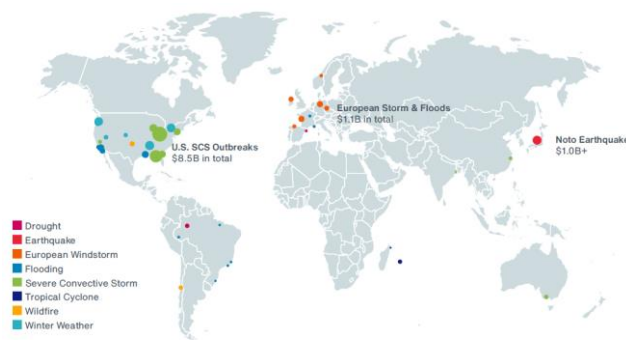 European Storm & Floods
$1.1B in total
U.S. SCS Outbreaks
$8.5B in total
Noto Earthquake
$1.0B+
Drought
Earthquake
European Windstorm
Flooding
Severe Convective Storm
Tropical Cyclone
Wildfire
Winter Weather